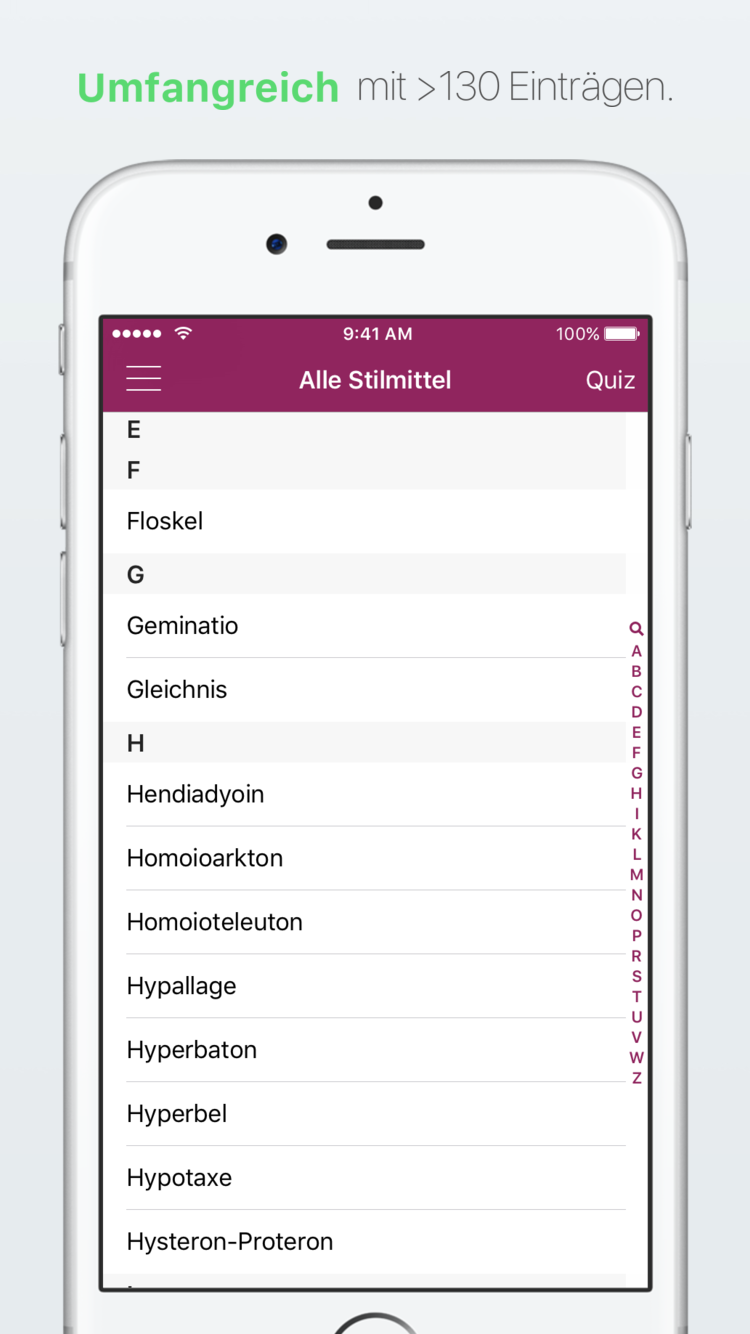 Umfangreich mit >130 Einträgen.
9:41 AM 100%
Alle Stilmittel Quiz
E
F
Floskel
G
Geminatio
Gleichnis
H
Hendiadyoin
Homoioarkton
Homoioteleuton
Hypallage
Hyperbaton
Hyperbel
Hypotaxe
Hysteron-Proteron
A
B
C
D
E
F
G
H
I
K
L
M
N
O
P
R
S
T
U
V
W
Z